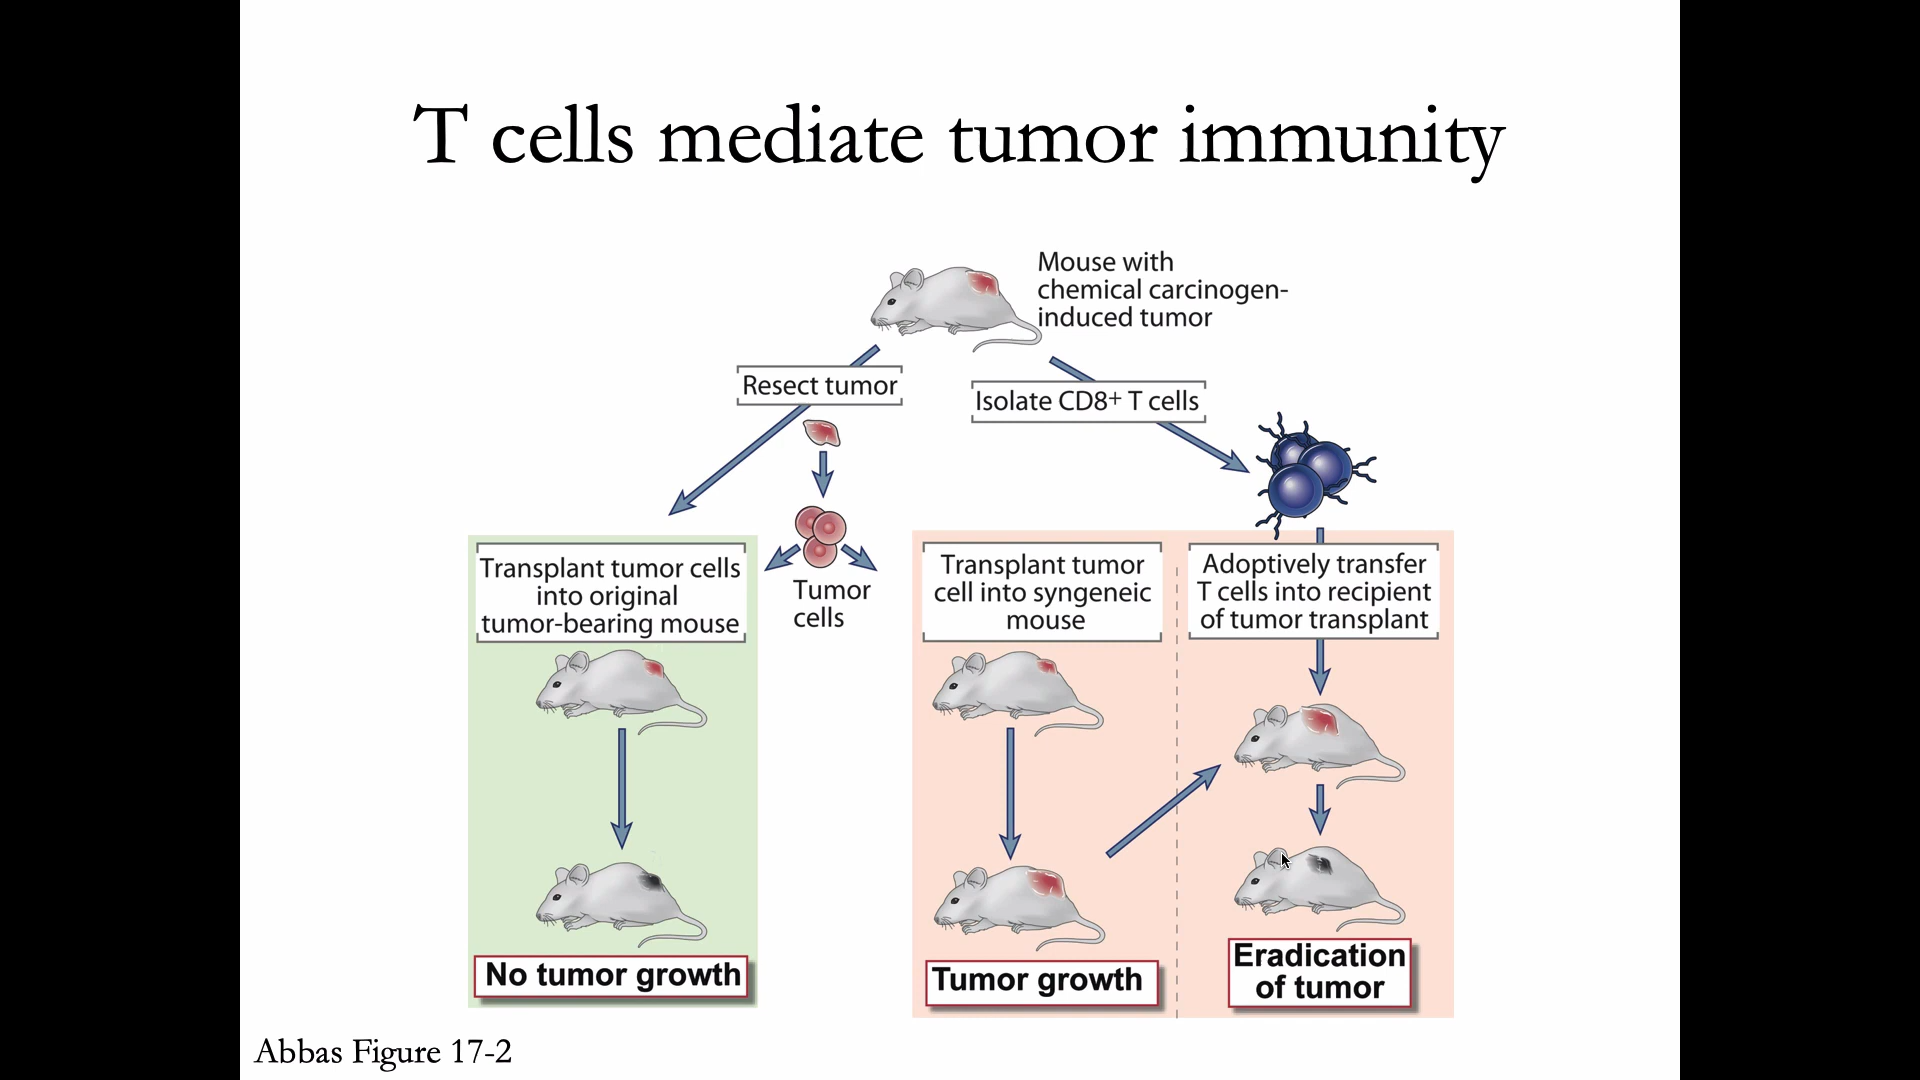 T cells mediate tumor immunity
Mouse with
chemical carcinogen-
induced tumor
Resect tumor
Isolate CD8+ T cells
Transplant tumor cells
into original
tumor-bearing mouse
Tumor
cells
Transplant tumor
cell into syngeneic
mouse
Adoptively transfer
T cells into recipient
of tumor transplant
No tumor growth
Tumor growth
Eradication
of tumor
Abbas Figure 17-2